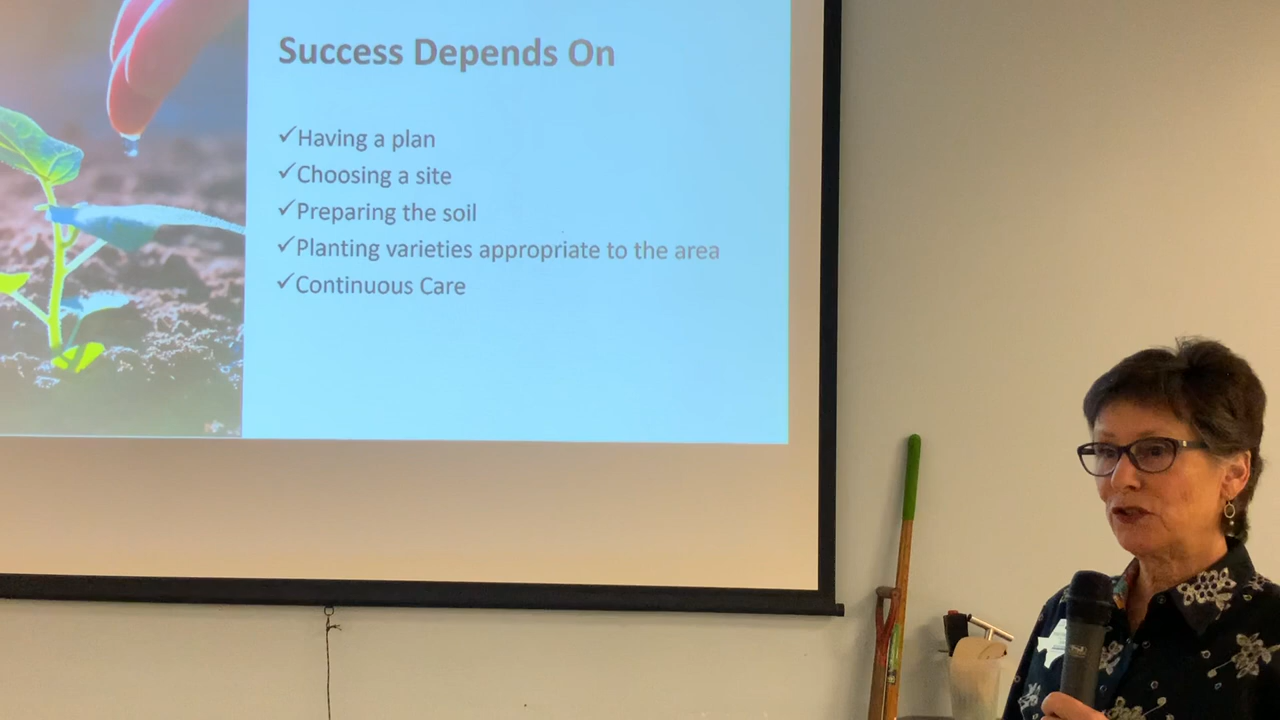 Success Depends On
✓Having a plan
✓Choosing a site
✓Preparing the soil
✓Planting varieties appropriate to the area
✓Continuous Care